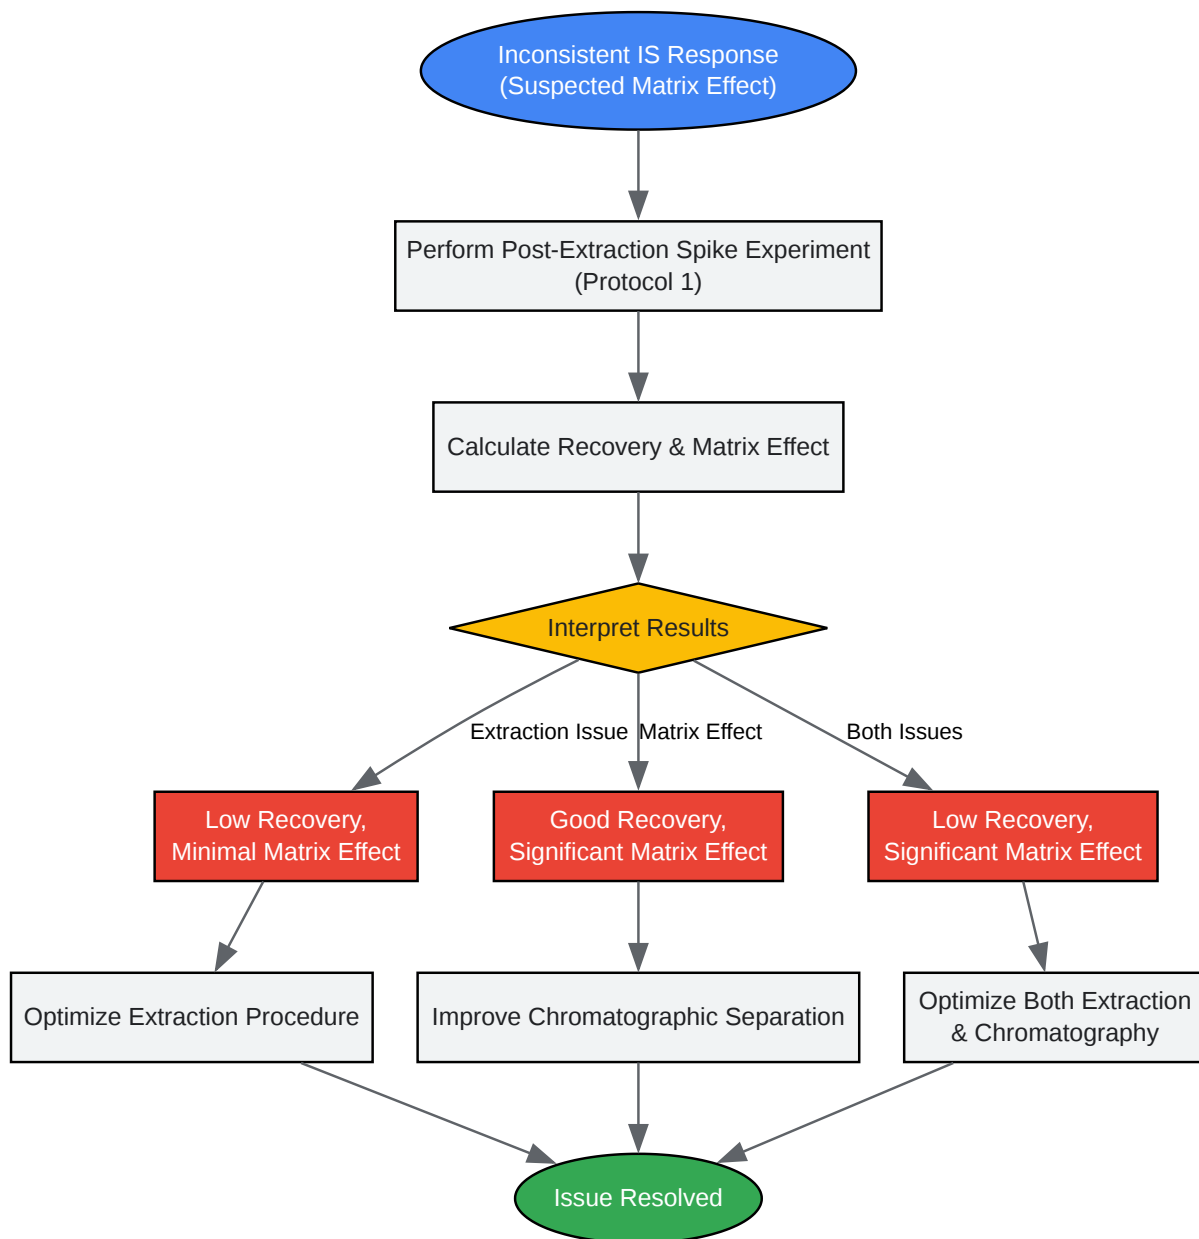 Inconsistent IS Response
(Suspected Matrix Effect)
Perform Post-Extraction Spike Experiment
(Protocol 1)
Calculate Recovery & Matrix Effect
Interpret Results
Extraction Issue
Matrix Effect
Both Issues
Low Recovery,
Minimal Matrix Effect
Good Recovery,
Significant Matrix Effect
Low Recovery,
Significant Matrix Effect
Optimize Extraction Procedure
Improve Chromatographic Separation
Optimize Both Extraction
& Chromatography
Issue Resolved